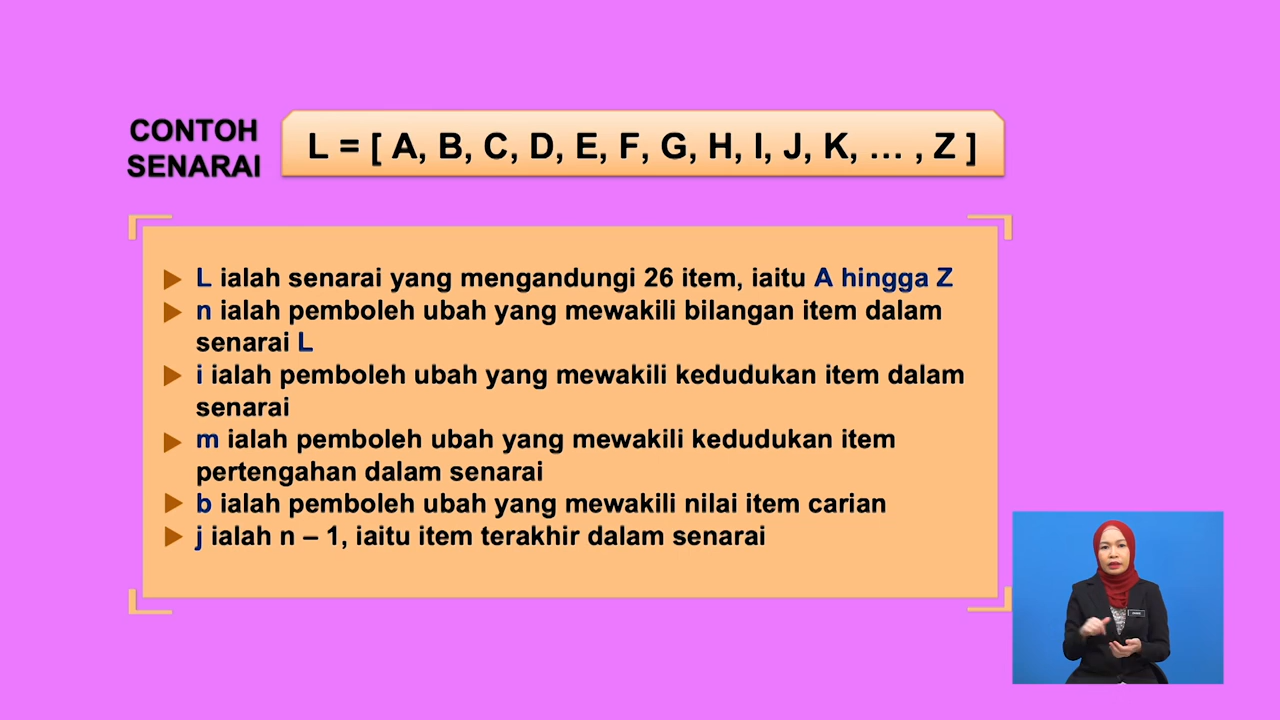 CONTOH
SENARAI
L = [ A, B, C, D, E, F, G, H, I, J, K, ... , Z ]
L ialah senarai yang mengandungi 26 item, iaitu A hingga Z
n ialah pemboleh ubah yang mewakili bilangan item dalam
senarai L
i ialah pemboleh ubah yang mewakili kedudukan item dalam
senarai
m ialah pemboleh ubah yang mewakili kedudukan item
pertengahan dalam senarai
b ialah pemboleh ubah yang mewakili nilai item carian
j ialah n – 1, iaitu item terakhir dalam senarai